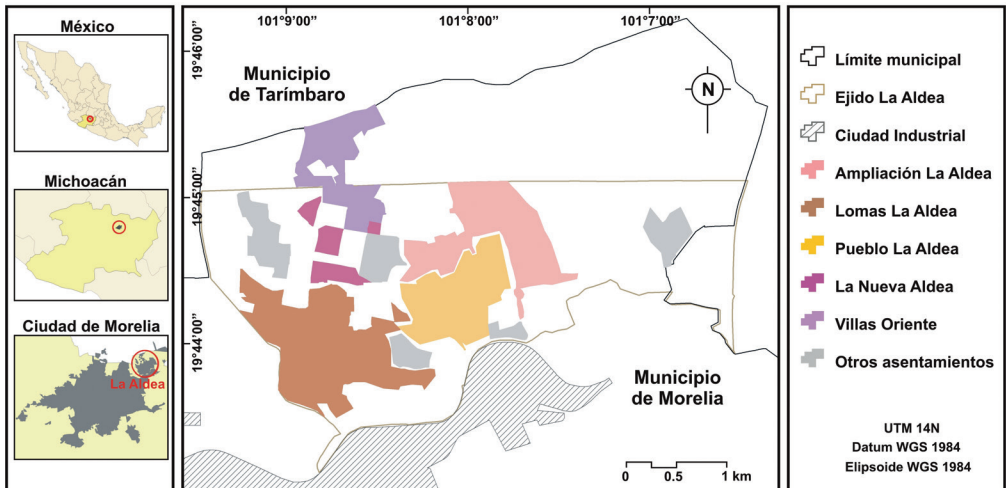 México
Michoacán
Ciudad de Morelia
La Aldea
101°9'00'' 101°8'00'' 101°7'00''
19°46'00''
19°45'00''
19°44'00''
Municipio
de Tarímbaro
N
Municipio
de Morelia
0 0.5 1 km
Límite municipal
Ejido La Aldea
Ciudad Industrial
Ampliación La Aldea
Lomas La Aldea
Pueblo La Aldea
La Nueva Aldea
Villas Oriente
Otros asentamientos
UTM 14N
Datum WGS 1984
Elipsoide WGS 1984